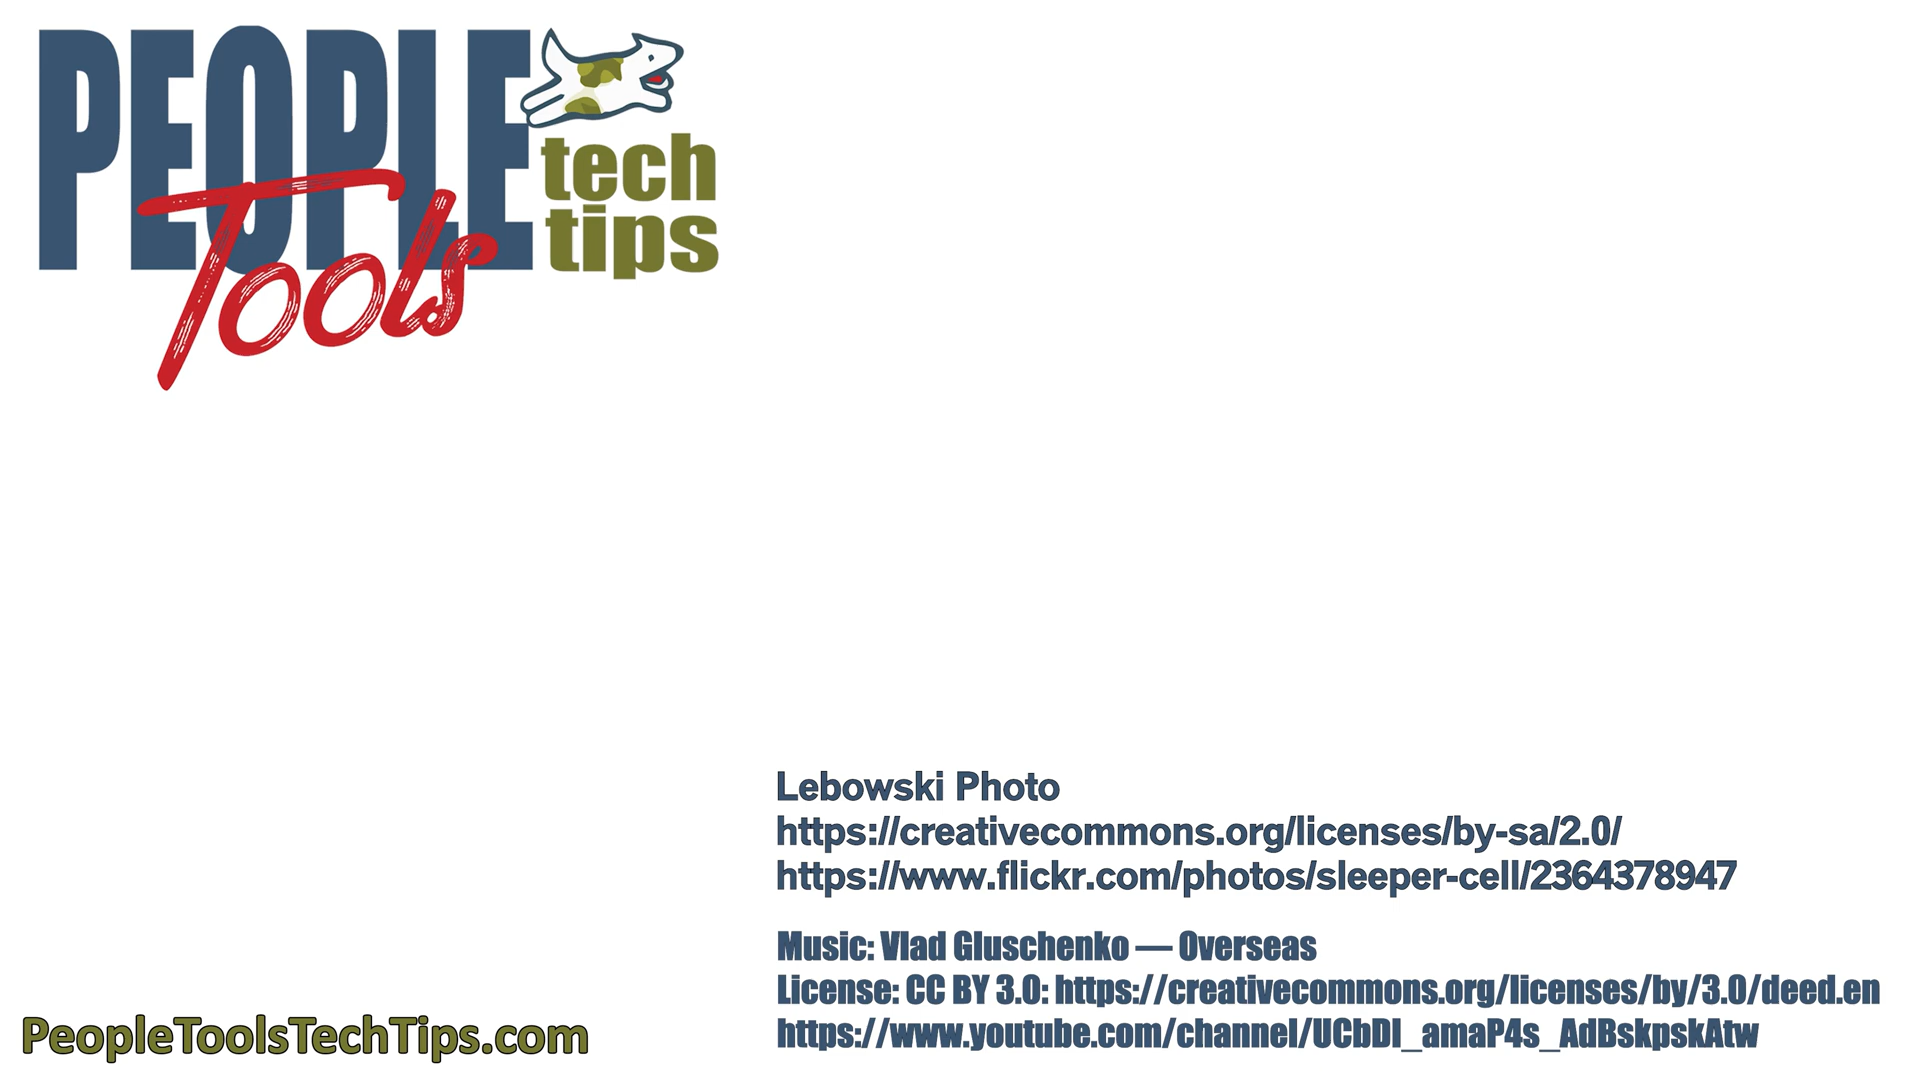 PEOPLE
Tools
tech
tips
Lebowski Photo
https://creativecommons.org/licenses/by-sa/2.0/
https://www.flickr.com/photos/sleeper-cell/2364378947
Music: Vlad Gluschenko — Overseas
License: CC BY 3.0: https://creativecommons.org/licenses/by/3.0/deed.en
https://www.youtube.com/channel/UCbDI_amaP4s_AdBskpskAtw
PeopleToolsTechTips.com